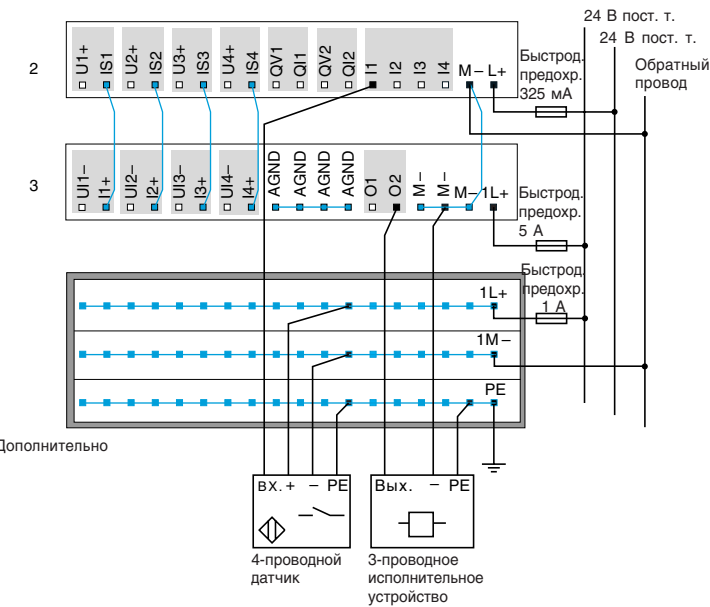 24 В пост. т.
24 В пост. т.
Обратный
провод
2
U1+ IS1 U2+ IS2 U3+ IS3 U4+ IS4 QV1 QI1 QV2 QI2 I1 I2 I3 I4 M– L+
Быстрод.
предохр.
325 мА
3
UI1– I1+ UI2– I2+ UI3– I3+ UI4– I4+ AGND AGND AGND AGND O1 O2 M– M– M– 1L+
Быстрод.
предохр.
5 А
Быстрод.
предохр.
1 А
1L+
1M–
PE
Дополнительно
вх. + – PE
Вых. – PE
4-проводной
датчик
3-проводное
исполнительное
устройство